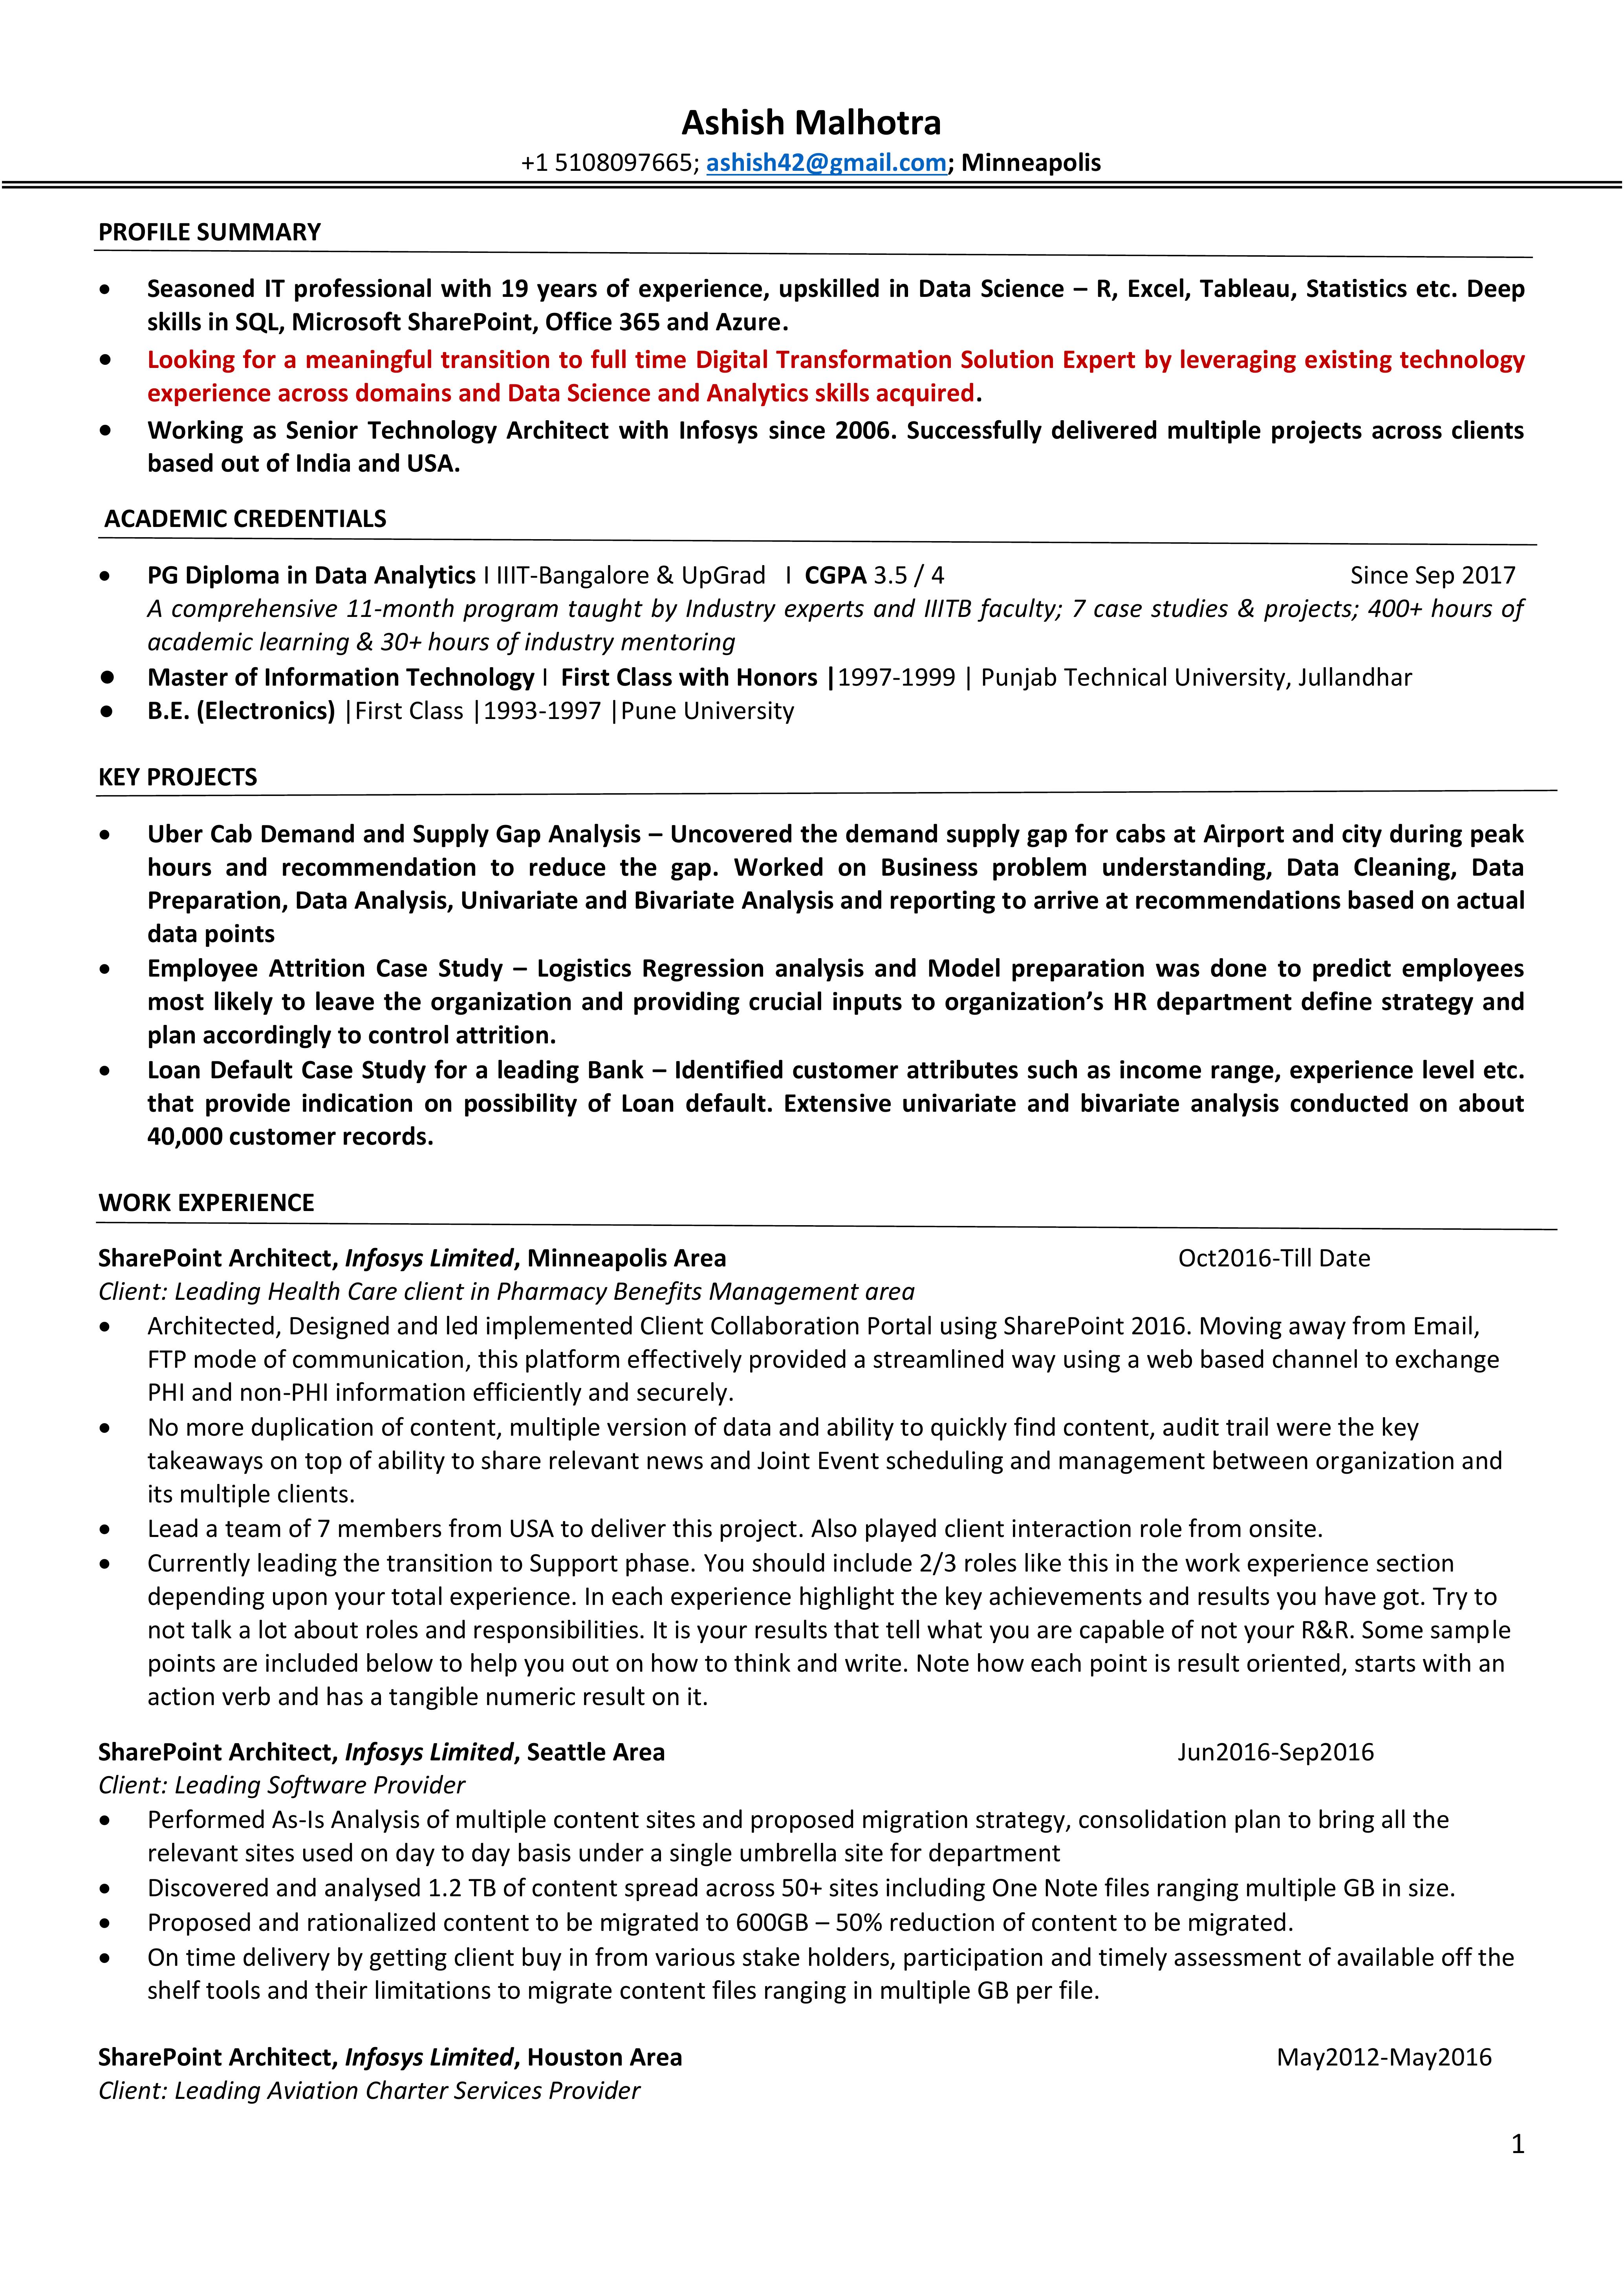 Ashish Malhotra
+1 5108097665; ashish42@gmail.com; Minneapolis
PROFILE SUMMARY
• Seasoned IT professional with 19 years of experience, upskilled in Data Science – R, Excel, Tableau, Statistics etc. Deep
skills in SQL, Microsoft SharePoint, Office 365 and Azure.
• Looking for a meaningful transition to full time Digital Transformation Solution Expert by leveraging existing technology
experience across domains and Data Science and Analytics skills acquired.
• Working as Senior Technology Architect with Infosys since 2006. Successfully delivered multiple projects across clients
based out of India and USA.
ACADEMIC CREDENTIALS
• PG Diploma in Data Analytics I IIIT-Bangalore & UpGrad I CGPA 3.5 / 4 Since Sep 2017
A comprehensive 11-month program taught by Industry experts and IIITB faculty; 7 case studies & projects; 400+ hours of
academic learning & 30+ hours of industry mentoring
• Master of Information Technology I First Class with Honors |1997-1999 | Punjab Technical University, Jullandhar
• B.E. (Electronics) |First Class |1993-1997 |Pune University
KEY PROJECTS
• Uber Cab Demand and Supply Gap Analysis – Uncovered the demand supply gap for cabs at Airport and city during peak
hours and recommendation to reduce the gap. Worked on Business problem understanding, Data Cleaning, Data
Preparation, Data Analysis, Univariate and Bivariate Analysis and reporting to arrive at recommendations based on actual
data points
• Employee Attrition Case Study – Logistics Regression analysis and Model preparation was done to predict employees
most likely to leave the organization and providing crucial inputs to organization’s HR department define strategy and
plan accordingly to control attrition.
• Loan Default Case Study for a leading Bank – Identified customer attributes such as income range, experience level etc.
that provide indication on possibility of Loan default. Extensive univariate and bivariate analysis conducted on about
40,000 customer records.
WORK EXPERIENCE
SharePoint Architect, Infosys Limited, Minneapolis Area Oct2016-Till Date
Client: Leading Health Care client in Pharmacy Benefits Management area
• Architected, Designed and led implemented Client Collaboration Portal using SharePoint 2016. Moving away from Email,
FTP mode of communication, this platform effectively provided a streamlined way using a web based channel to exchange
PHI and non-PHI information efficiently and securely.
• No more duplication of content, multiple version of data and ability to quickly find content, audit trail were the key
takeaways on top of ability to share relevant news and Joint Event scheduling and management between organization and
its multiple clients.
• Lead a team of 7 members from USA to deliver this project. Also played client interaction role from onsite.
• Currently leading the transition to Support phase. You should include 2/3 roles like this in the work experience section
depending upon your total experience. In each experience highlight the key achievements and results you have got. Try to
not talk a lot about roles and responsibilities. It is your results that tell what you are capable of not your R&R. Some sample
points are included below to help you out on how to think and write. Note how each point is result oriented, starts with an
action verb and has a tangible numeric result on it.
SharePoint Architect, Infosys Limited, Seattle Area Jun2016-Sep2016
Client: Leading Software Provider
• Performed As-Is Analysis of multiple content sites and proposed migration strategy, consolidation plan to bring all the
relevant sites used on day to day basis under a single umbrella site for department
• Discovered and analysed 1.2 TB of content spread across 50+ sites including One Note files ranging multiple GB in size.
• Proposed and rationalized content to be migrated to 600GB – 50% reduction of content to be migrated.
• On time delivery by getting client buy in from various stake holders, participation and timely assessment of available off the
shelf tools and their limitations to migrate content files ranging in multiple GB per file.
SharePoint Architect, Infosys Limited, Houston Area May2012-May2016
Client: Leading Aviation Charter Services Provider
1